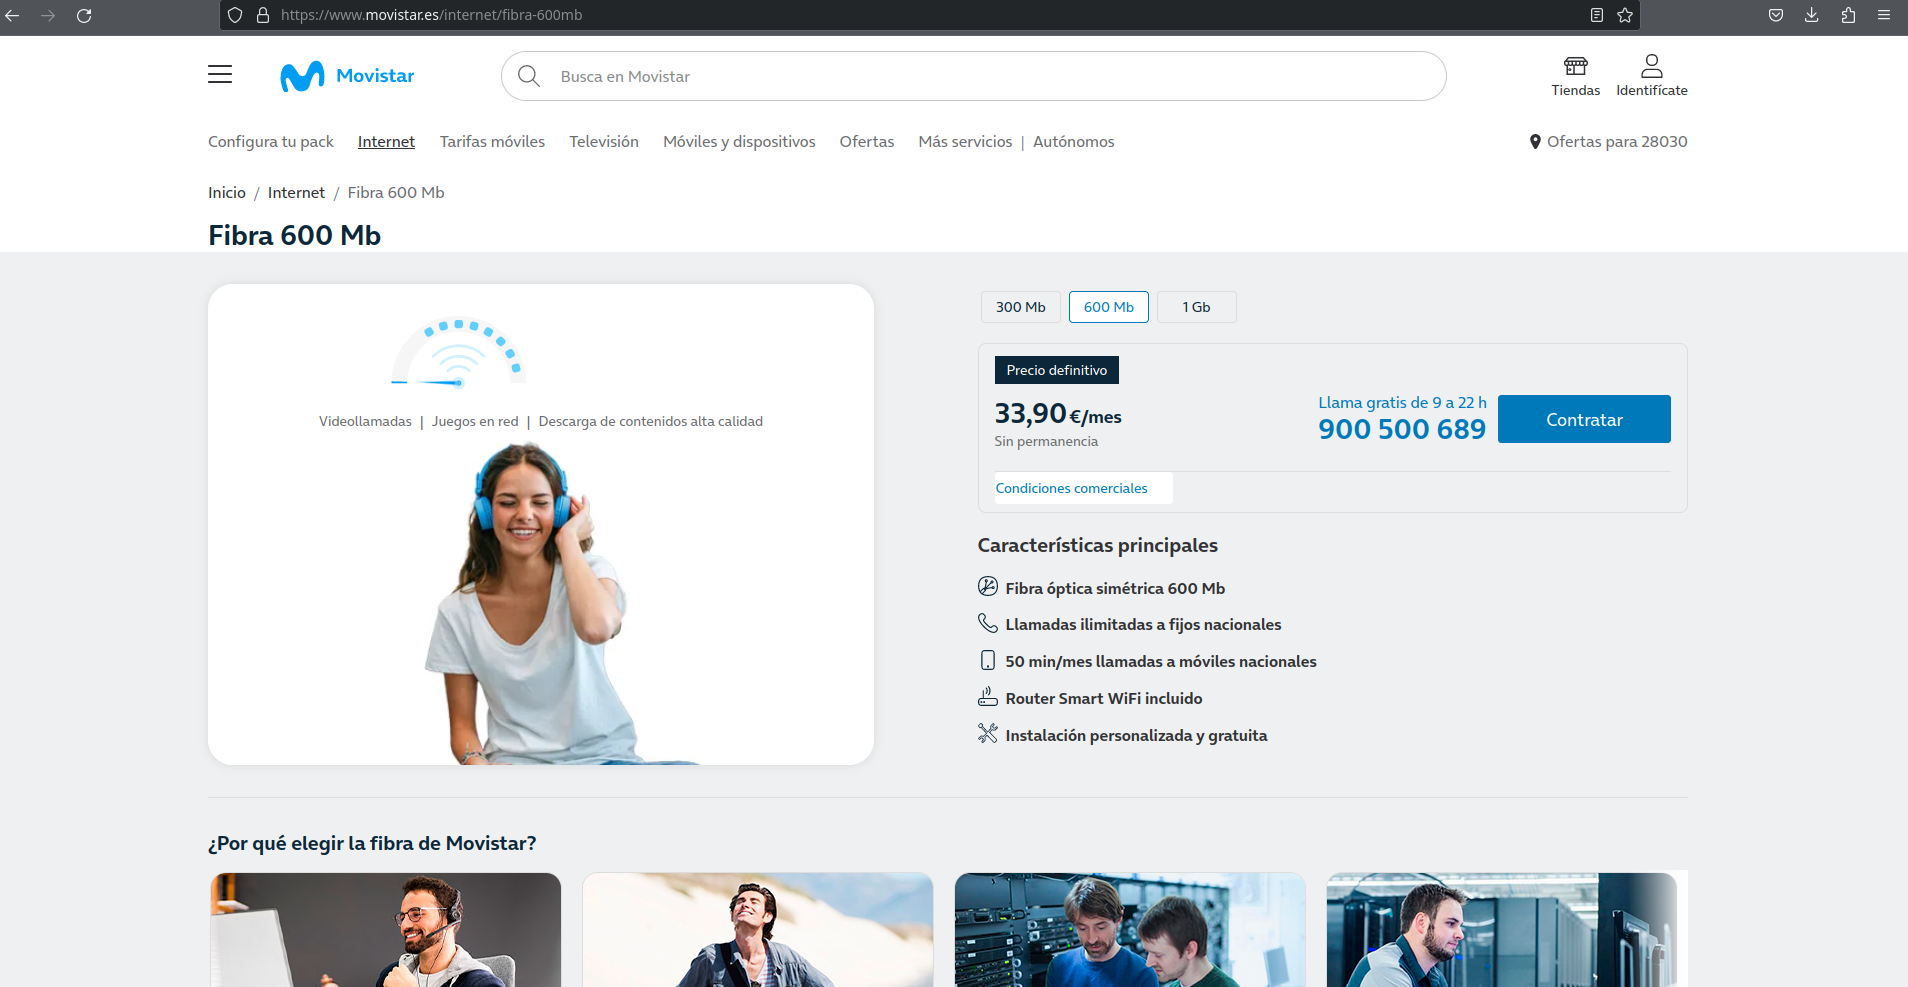 https://www.movistar.es/internet/fibra-600mb
Movistar
Busca en Movistar
Tiendas
Identifícate
Configura tu pack
Internet
Tarifas móviles
Televisión
Móviles y dispositivos
Ofertas
Más servicios | Autónomos
Ofertas para 28030
Inicio / Internet / Fibra 600 Mb
Fibra 600 Mb
Videollamadas | Juegos en red | Descarga de contenidos alta calidad
300 Mb
600 Mb
1 Gb
Precio definitivo
33,90 €/mes
Sin permanencia
Llama gratis de 9 a 22 h
900 500 689
Contratar
Condiciones comerciales
Características principales
Fibra óptica simétrica 600 Mb
Llamadas ilimitadas a fijos nacionales
50 min/mes llamadas a móviles nacionales
Router Smart WiFi incluido
Instalación personalizada y gratuita
¿Por qué elegir la fibra de Movistar?